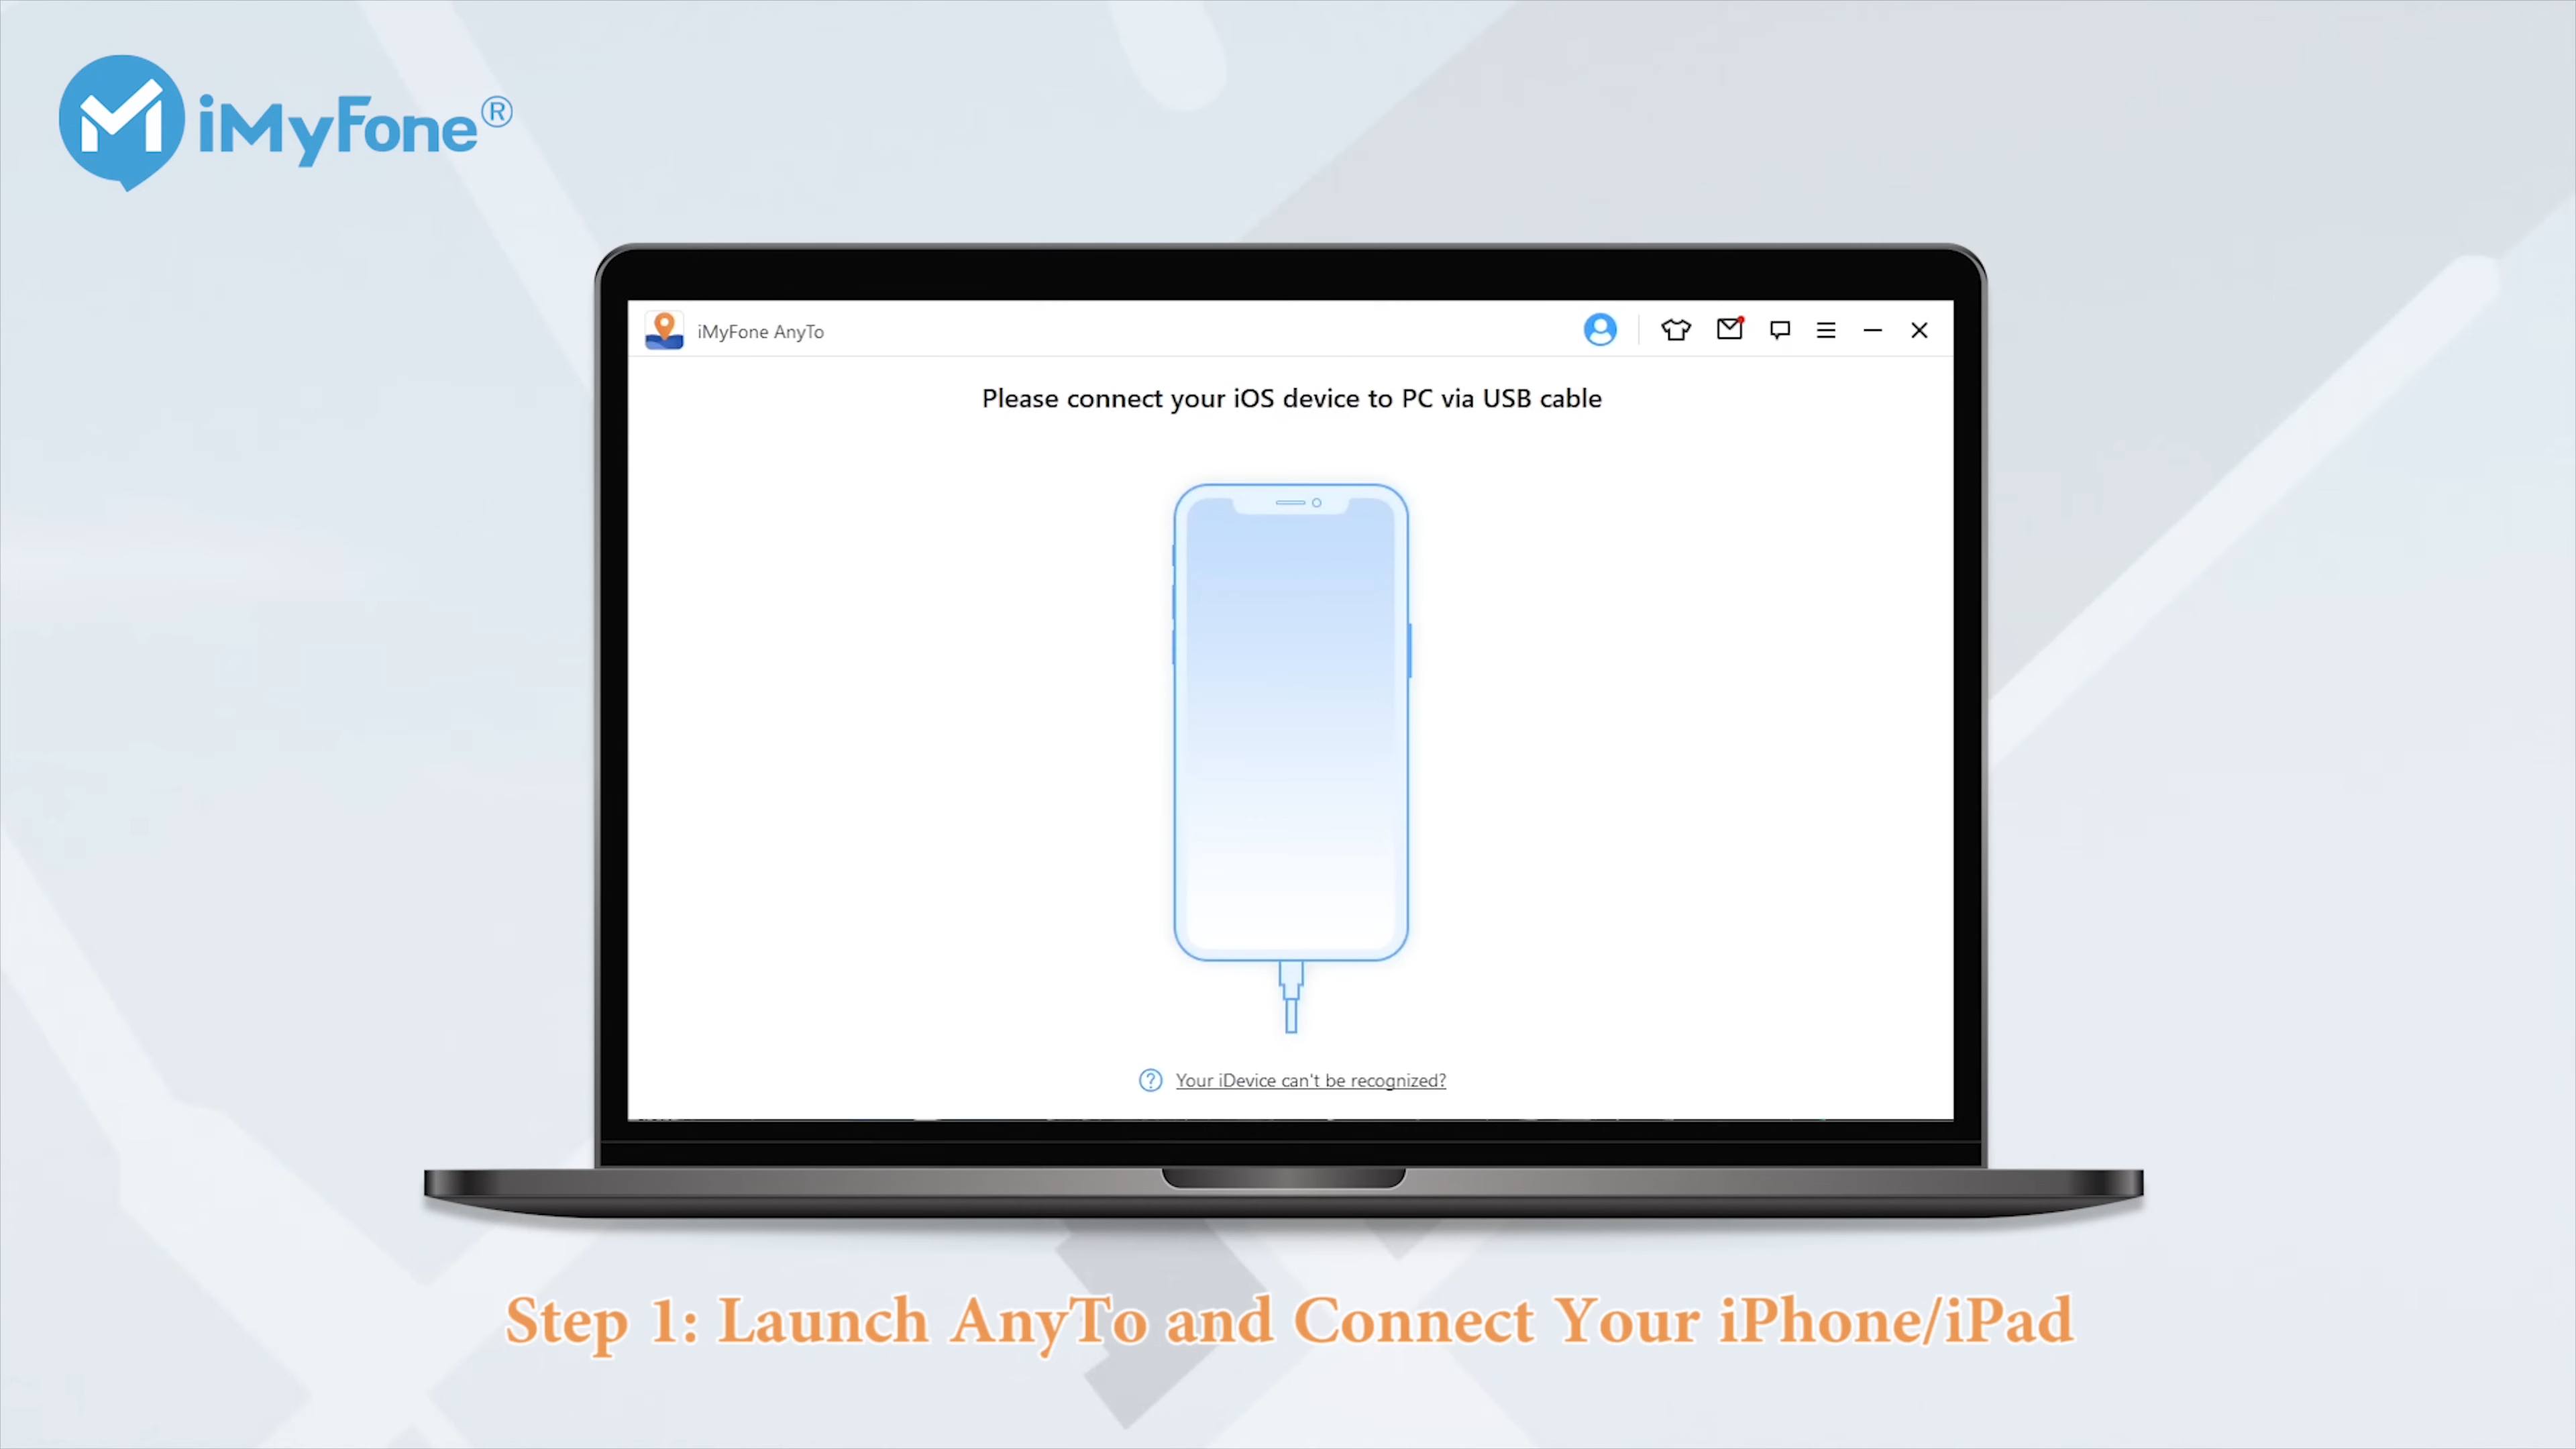 iMyFone®
iMyFone AnyTo
Please connect your iOS device to PC via USB cable
? Your iDevice can't be recognized?
Step 1: Launch AnyTo and Connect Your iPhone/iPad